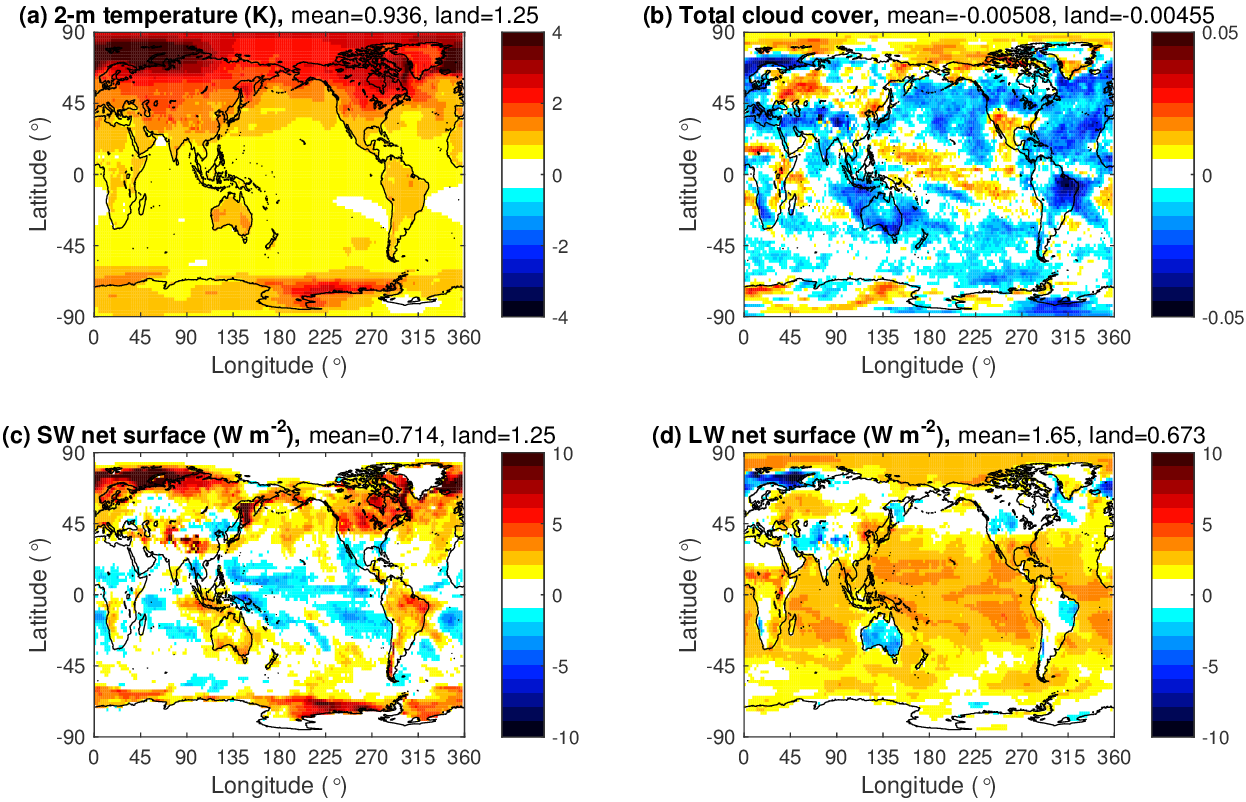 (a) 2-m temperature (K), mean=0.936, land=1.25
90
45
0
-45
-90
Latitude (°)
0 45 90 135 180 225 270 315 360
Longitude (°)
4
2
0
-2
-4
(b) Total cloud cover, mean=-0.00508, land=-0.00455
90
45
0
-45
-90
Latitude (°)
0 45 90 135 180 225 270 315 360
Longitude (°)
0.05
0
-0.05
(c) SW net surface (W m-2), mean=0.714, land=1.25
90
45
0
-45
-90
Latitude (°)
0 45 90 135 180 225 270 315 360
Longitude (°)
10
5
0
-5
-10
(d) LW net surface (W m-2), mean=1.65, land=0.673
90
45
0
-45
-90
Latitude (°)
0 45 90 135 180 225 270 315 360
Longitude (°)
10
5
0
-5
-10